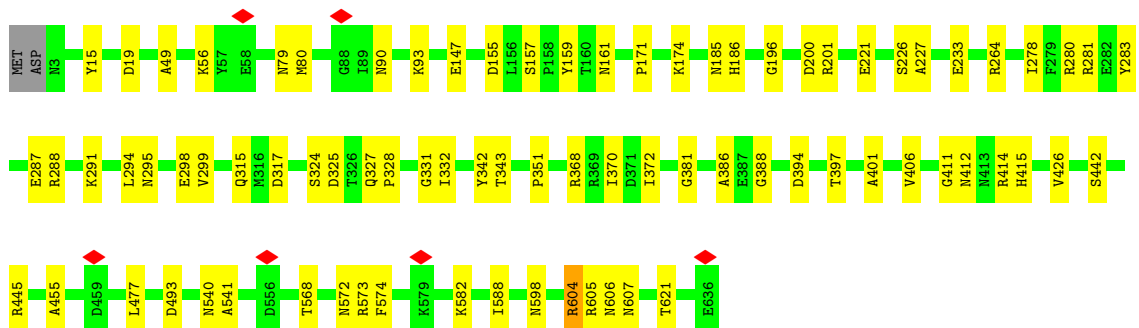 MET ASP N3 Y15 D19 A49 K56 Y57 E58 N79 M80 G88 I89 N90 K93 E147 D155 L156 S157 P158 Y159 T160 N161 P171 K174 N185 H186 G196 D200 R201 E221 S226 A227 E233 R264 I278 F279 R280 R281 E282 Y283
E287 R288 K291 L294 N295 E298 V299 Q315 M316 D317 S324 D325 T326 Q327 P328 G331 I332 Y342 T343 P351 R368 R369 I370 D371 I372 G381 A386 E387 G388 D394 T397 A401 V406 G411 N412 N413 R414 H415 V426 S442
R445 A455 D459 L477 D493 N540 A541 D556 T568 N572 R573 F574 K579 K582 I588 N598 R604 R605 N606 N607 T621 E636